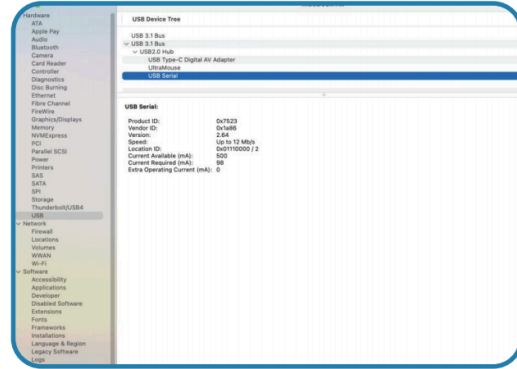 Hardware
ATA
Apple Pay
Audio
Bluetooth
Camera
Card Reader
Controller
Diagnostics
Disc Burning
Ethernet
Fibre Channel
FireWire
Graphics/Displays
Memory
NVMExpress
PCI
Parallel SCSI
Power
Printers
SAS
SATA
SPI
Storage
Thunderbolt/USB4
USB
Network
Firewall
Locations
Volumes
WWAN
Wi-Fi
Software
Accessibility
Applications
Developer
Disabled Software
Extensions
Fonts
Frameworks
Installations
Language & Region
Legacy Software
Logs
USB Device Tree
USB 3.1 Bus
USB 3.1 Bus
USB2.0 Hub
USB Type-C Digital AV Adapter
UltraMouse
USB Serial
USB Serial:
Product ID: 0x7523
Vendor ID: 0x1a86
Version: 2.64
Speed: Up to 12 Mb/s
Location ID: 0x01110000 / 2
Current Available (mA): 500
Current Required (mA): 98
Extra Operating Current (mA): 0